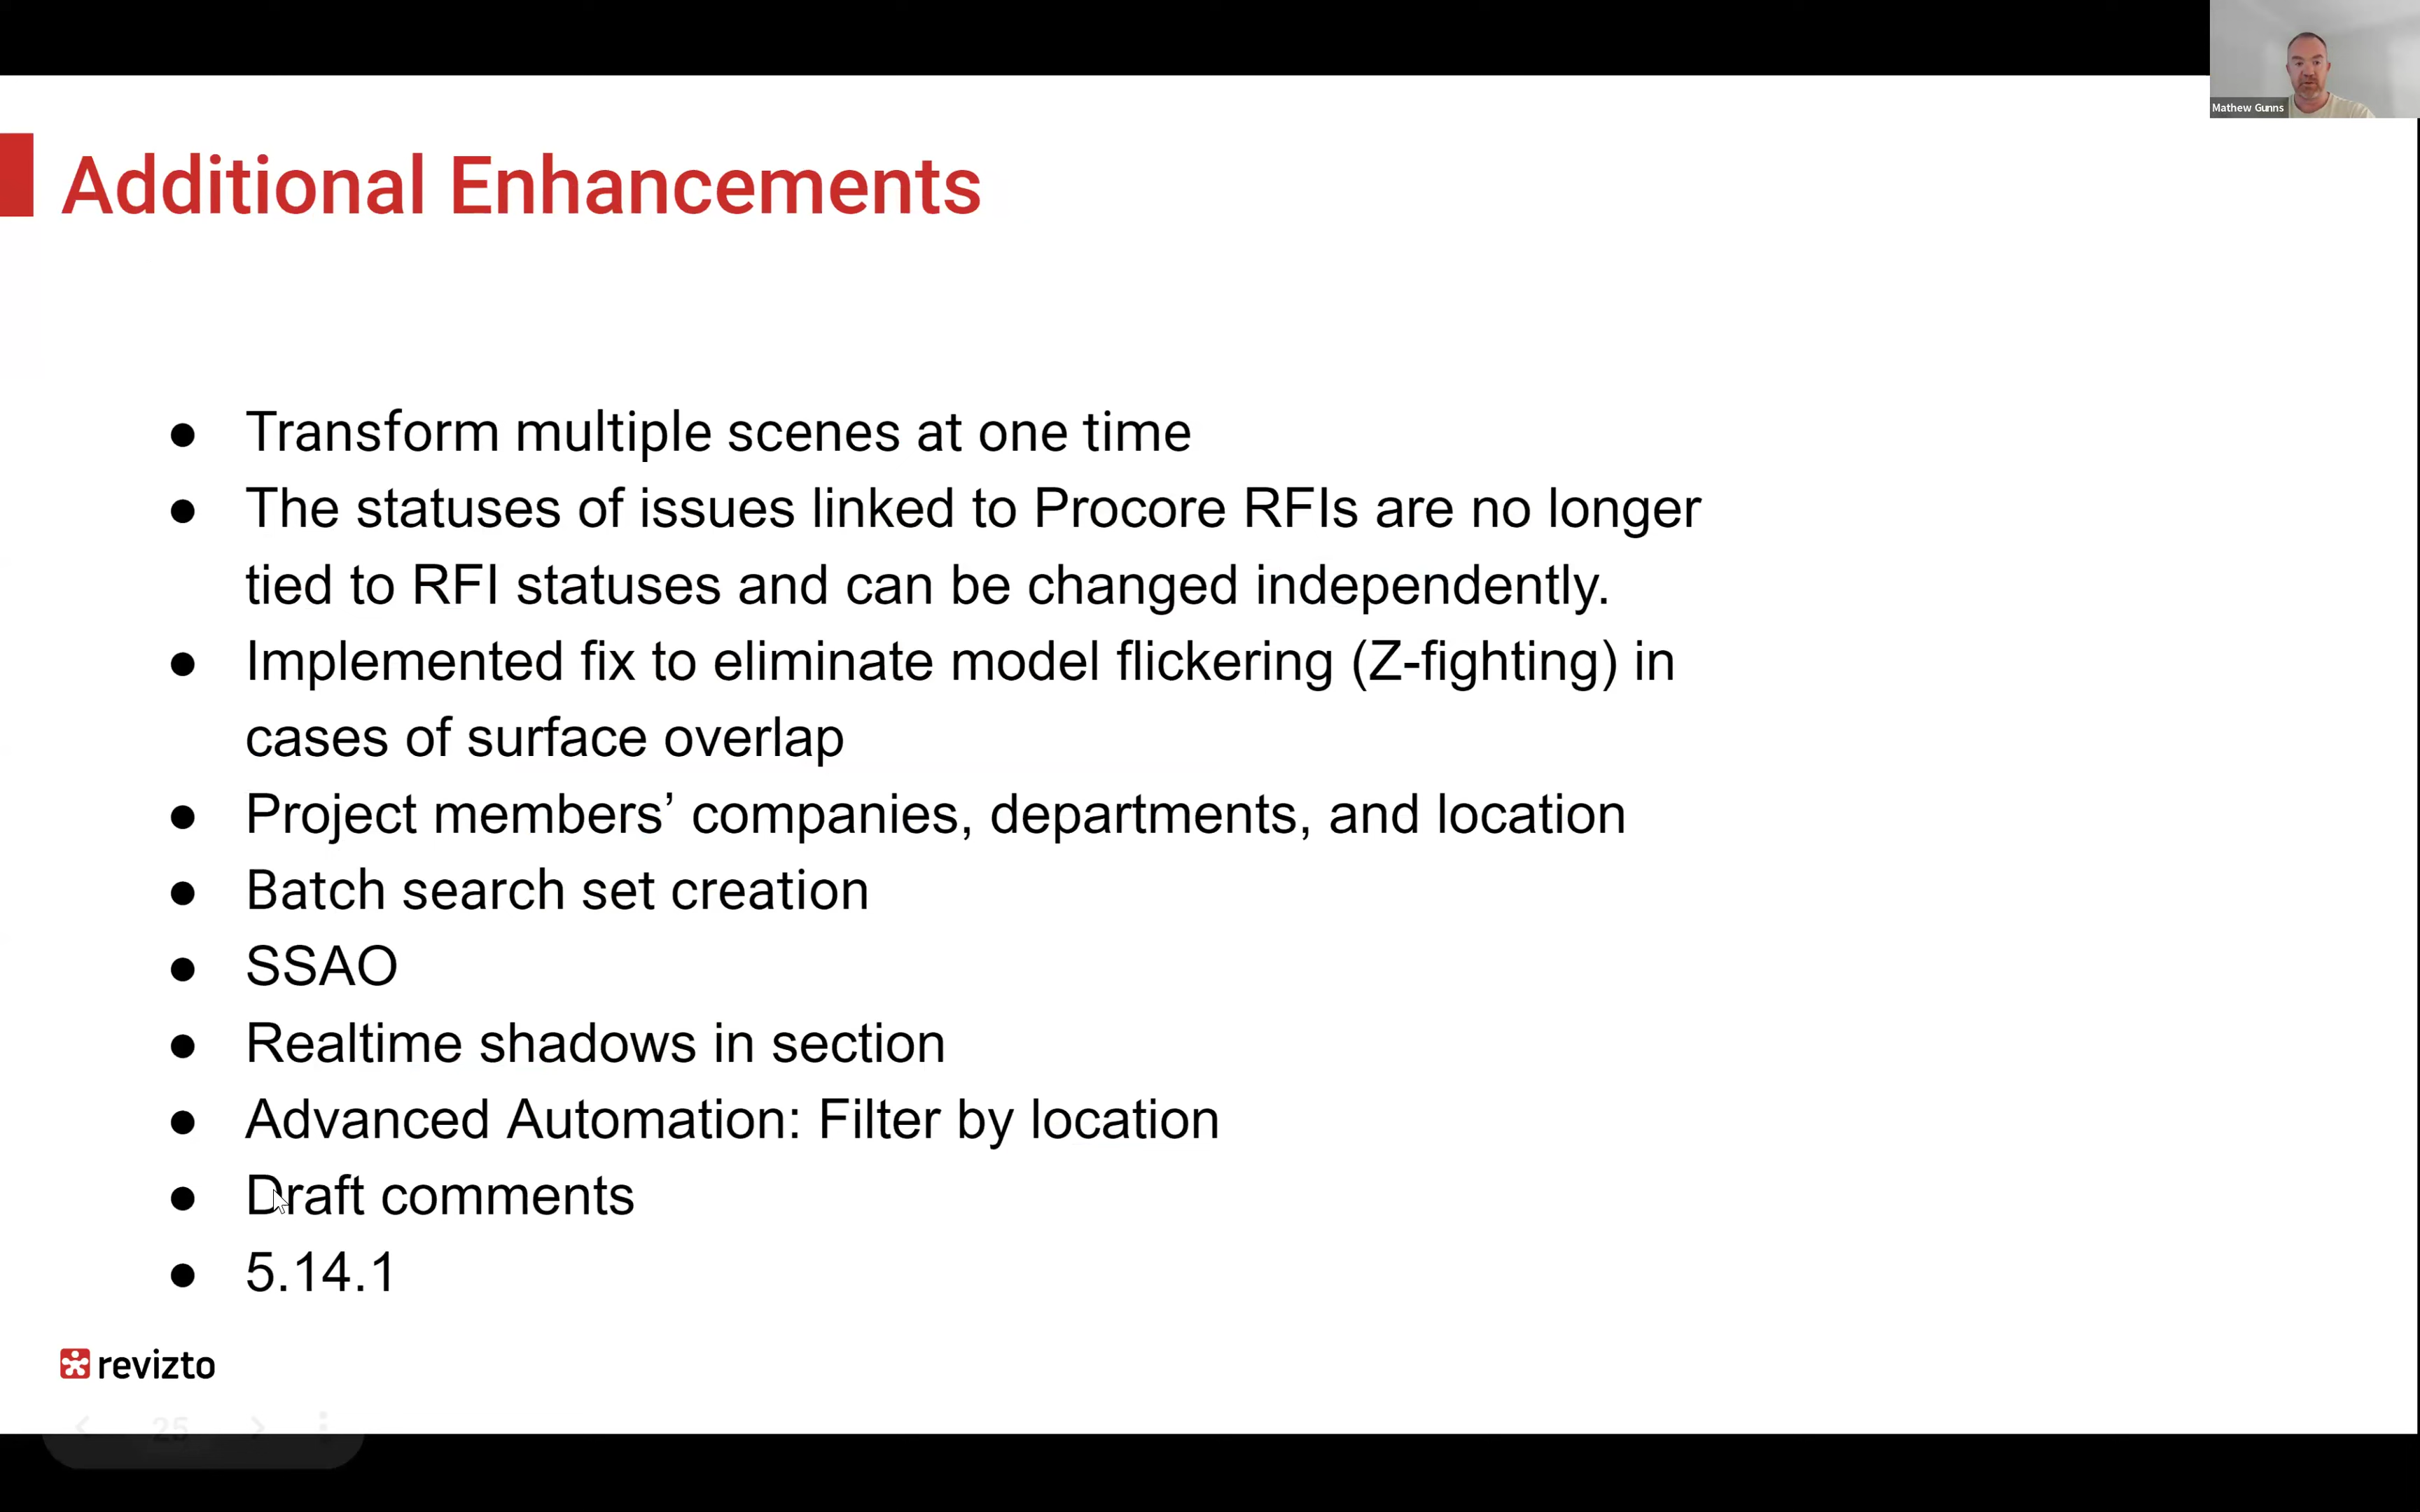 Mathew Gunns
Additional Enhancements
● Transform multiple scenes at one time
● The statuses of issues linked to Procore RFIs are no longer
tied to RFI statuses and can be changed independently.
● Implemented fix to eliminate model flickering (Z-fighting) in
cases of surface overlap
● Project members’ companies, departments, and location
● Batch search set creation
● SSAO
● Realtime shadows in section
● Advanced Automation: Filter by location
● Draft comments
● 5.14.1
revizto
25